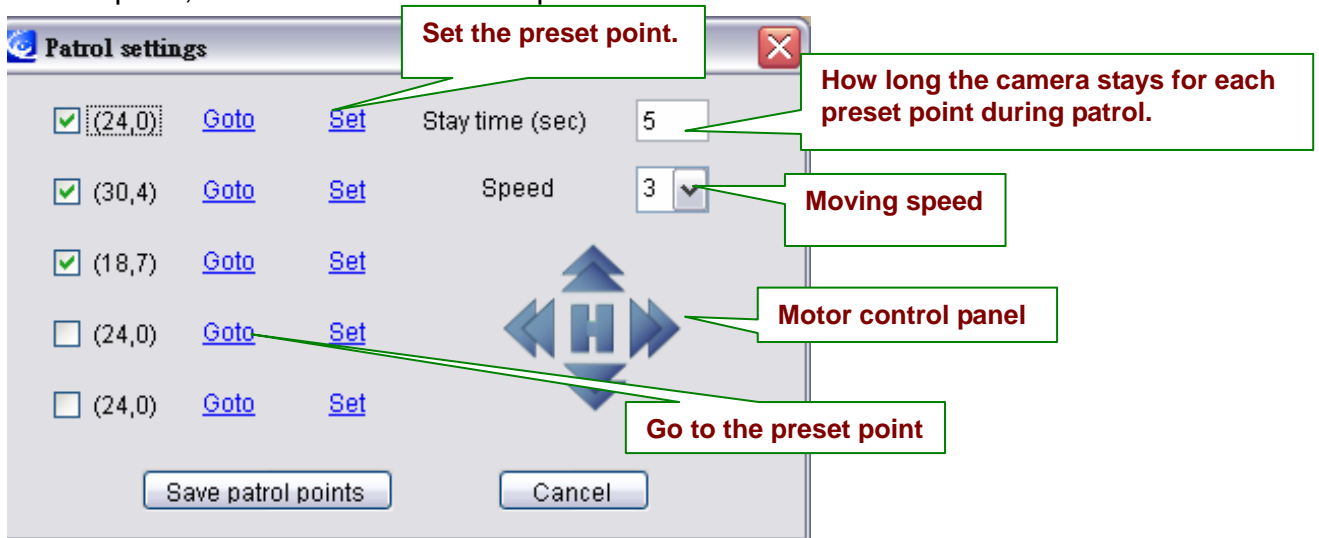 Patrol settings
Set the preset point.
How long the camera stays for each
preset point during patrol.
(24,0) Goto Set Stay time (sec) 5
(30,4) Goto Set Speed 3
Moving speed
(18,7) Goto Set
H
Motor control panel
(24,0) Goto Set
(24,0) Goto Set
Go to the preset point
Save patrol points Cancel